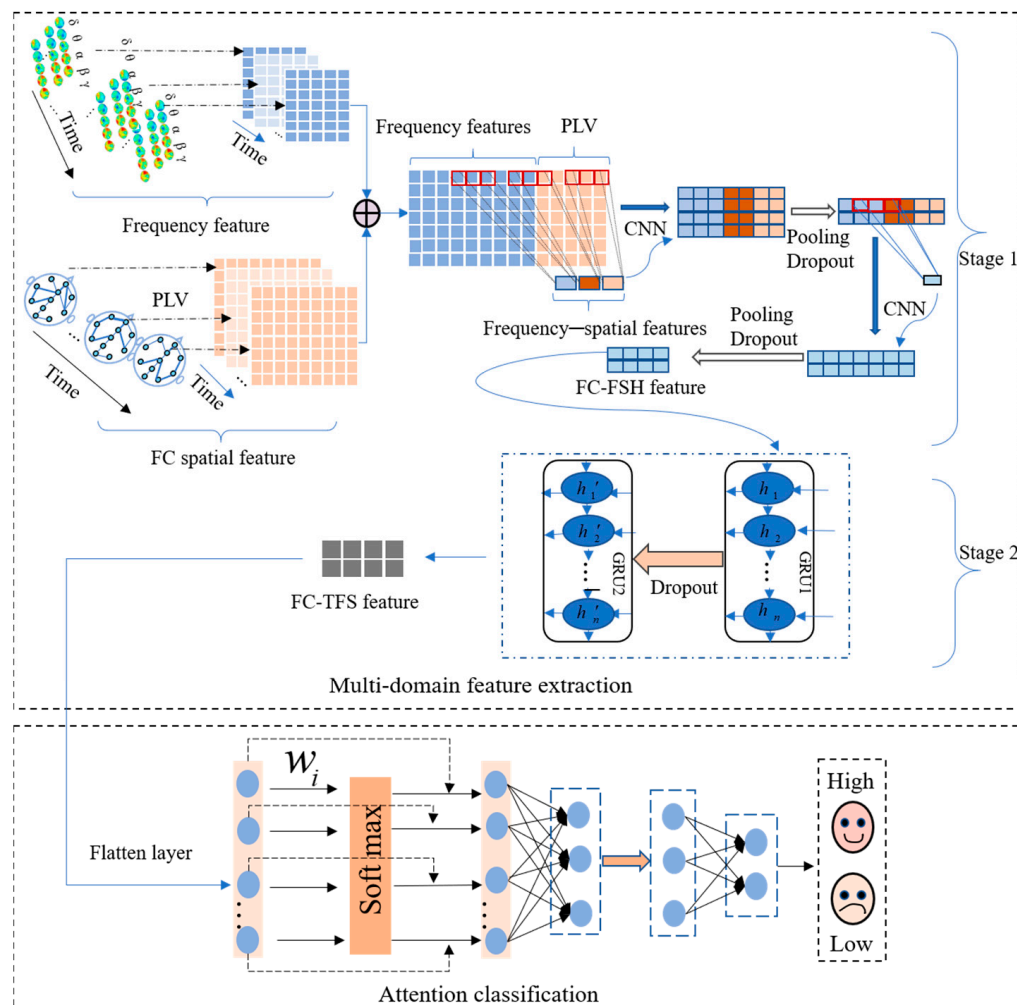 δ θ α β γ
δ θ α β γ
δ θ α β γ
Time
Time
Frequency feature
Frequency features
PLV
CNN
Pooling
Dropout
Stage 1
PLV
Time
Time
FC spatial feature
Frequency—spatial features
CNN
Pooling
Dropout
FC-FSH feature
h1'
h2'
hn'
GRU2
Dropout
h1
h2
hn
GRU1
Stage 2
FC-TFS feature
Multi-domain feature extraction
Flatten layer
wi
Soft max
High
Low
Attention classification